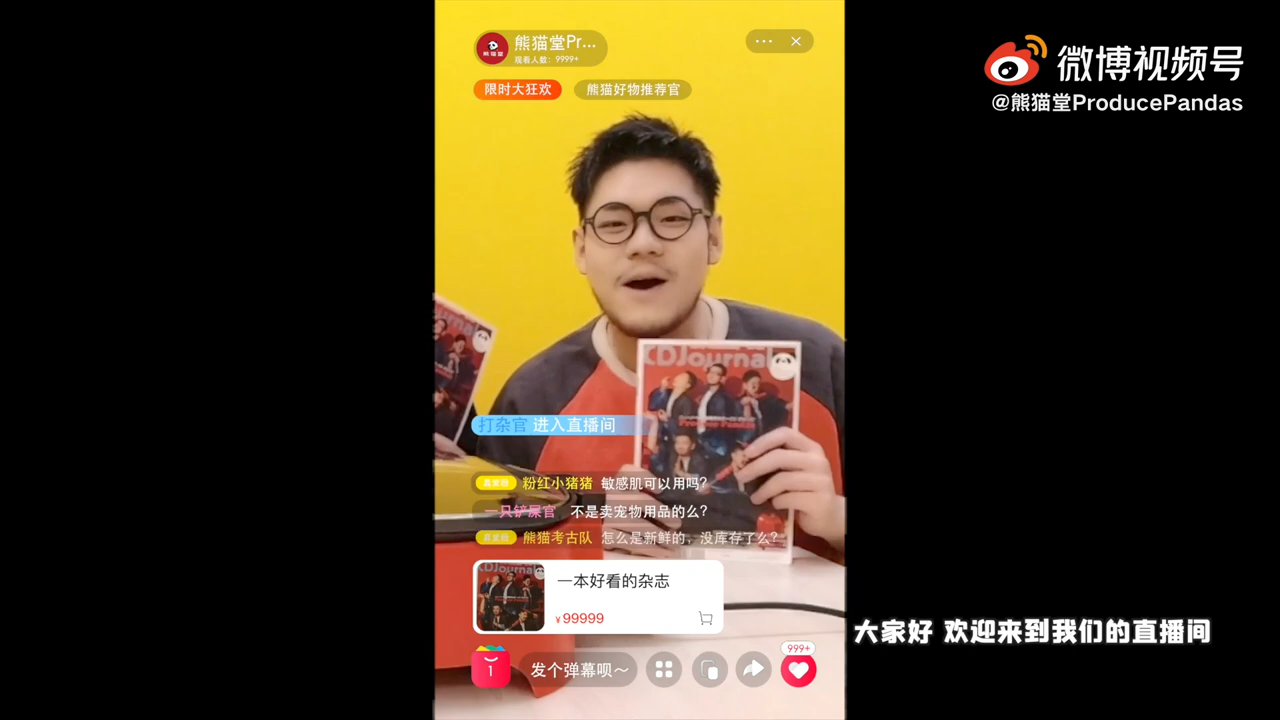 熊猫堂Pr...
观看人数：9999+
限时大狂欢
熊猫好物推荐官
微博视频号
@熊猫堂ProducePandas
CDJournal
Produce Pandas
打杂官 进入直播间
粉红小猪猪 敏感肌可以用吗？
一只铲屎官 不是卖宠物用品的么？
熊猫考古队 怎么是新鲜的，没库存了么？
CDJournal
一本好看的杂志
¥99999
大家好 欢迎来到我们的直播间
1
发个弹幕呗～
999+